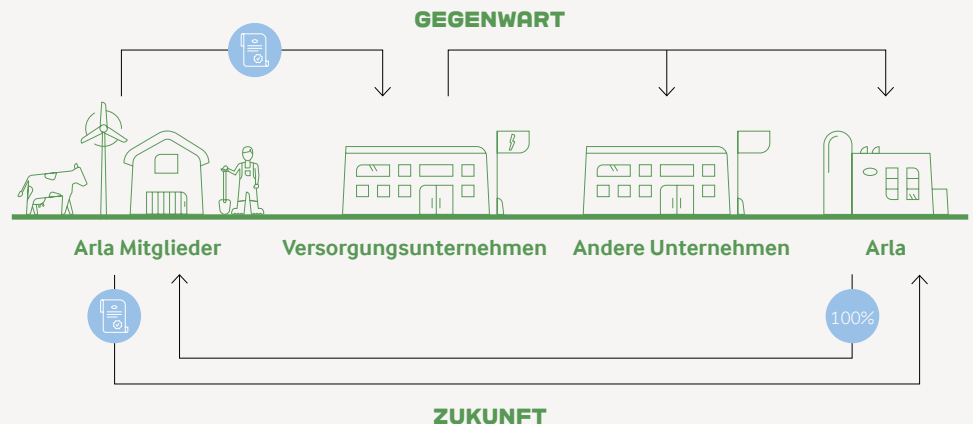 GEGENWART
Arla Mitglieder
Versorgungsunternehmen
Andere Unternehmen
Arla
100%
ZUKUNFT